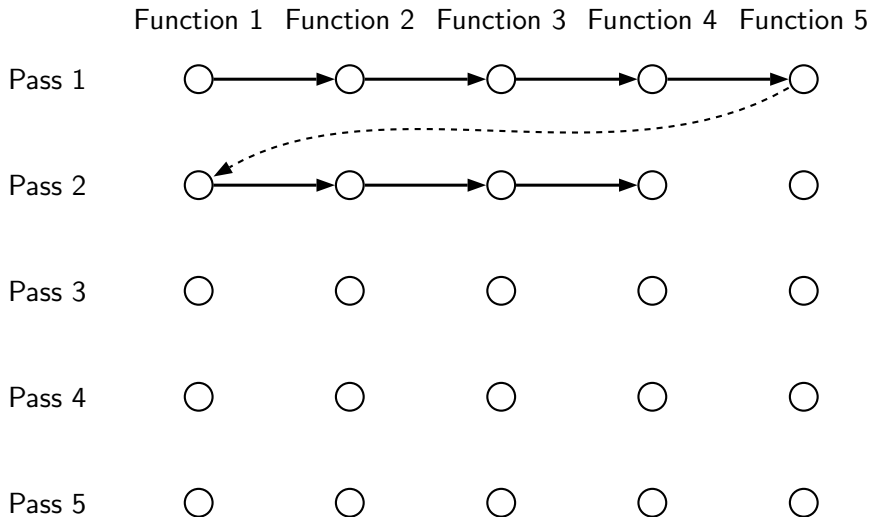 Function 1 Function 2 Function 3 Function 4 Function 5
Pass 1
Pass 2
Pass 3
Pass 4
Pass 5